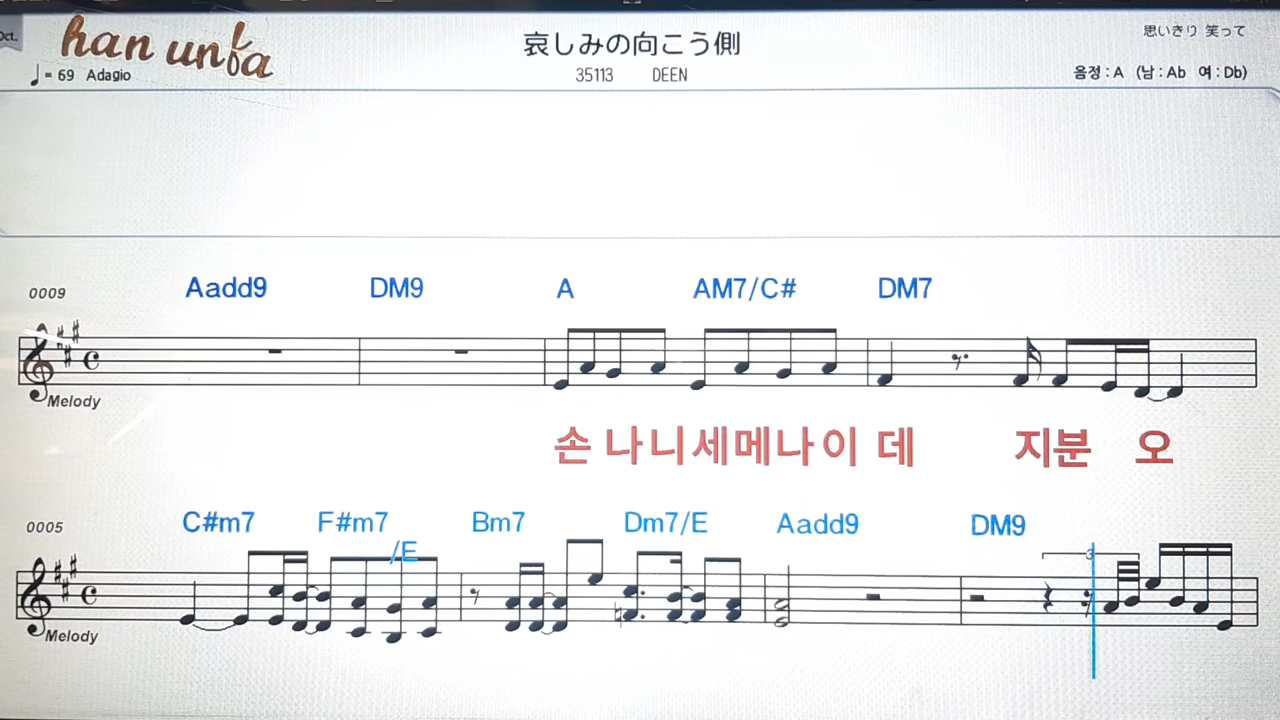 Oct.
han unfa
哀しみの向こう側
思いきり 笑って
♩= 69 Adagio
35113 DEEN
음정 : A (남 : Ab 여 : Db)
0009
Aadd9 DM9 A AM7/C# DM7
Melody
손 나니세메나이 데 지분 오
0005
C#m7 F#m7 /E Bm7 Dm7/E Aadd9 DM9
3
Melody